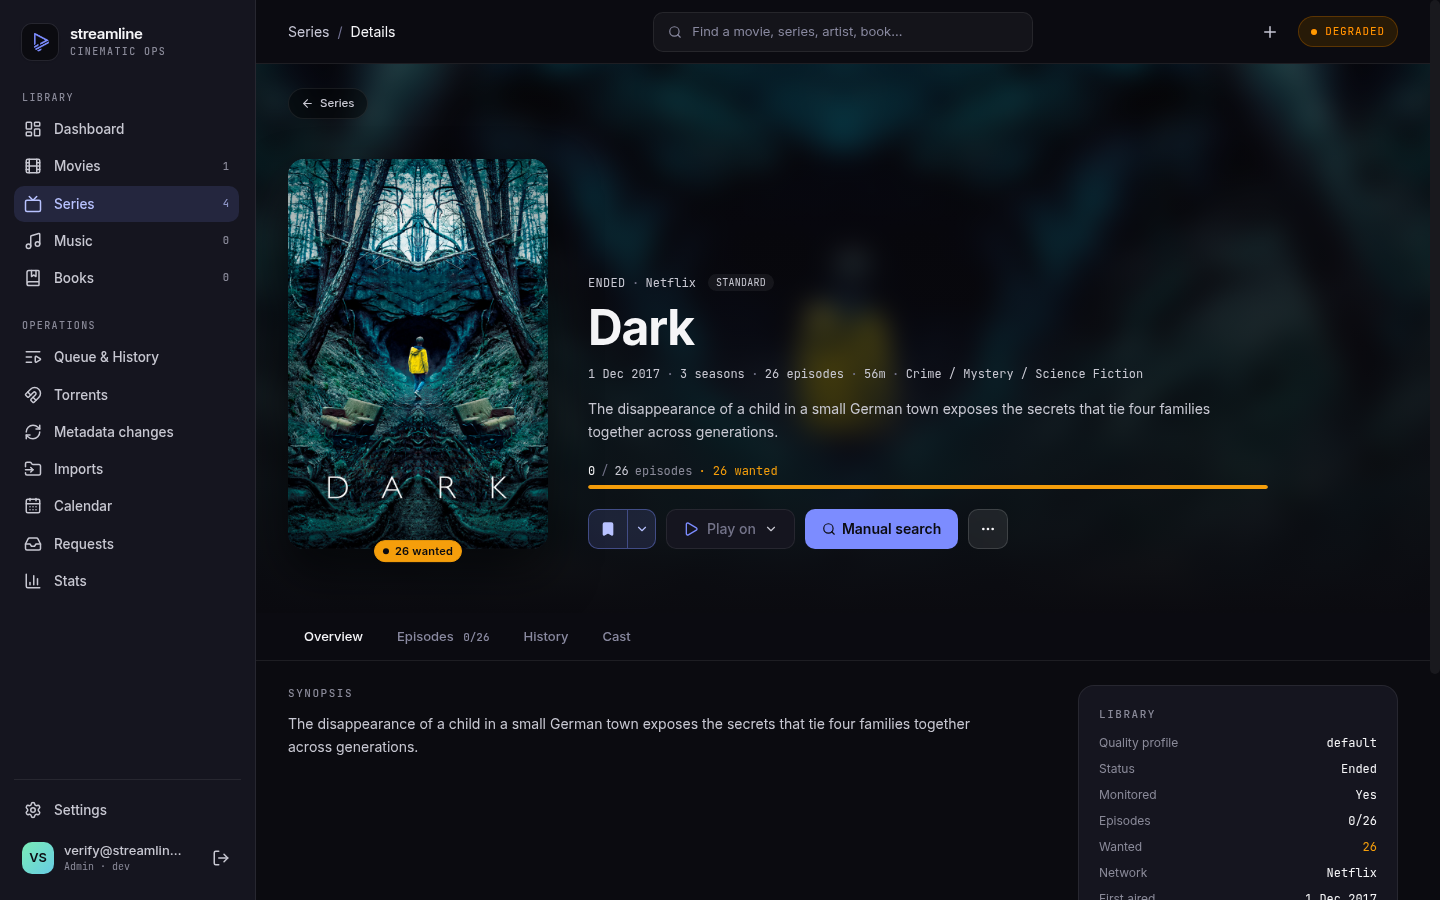 streamline
CINEMATIC OPS
LIBRARY
Dashboard
Movies 1
Series 4
Music 0
Books 0
OPERATIONS
Queue & History
Torrents
Metadata changes
Imports
Calendar
Requests
Stats
Settings
VS
verify@streamlin...
Admin · dev
Series / Details
Find a movie, series, artist, book...
DEGRADED
Series
DARK
26 wanted
ENDED · Netflix STANDARD
Dark
1 Dec 2017 · 3 seasons · 26 episodes · 56m · Crime / Mystery / Science Fiction
The disappearance of a child in a small German town exposes the secrets that tie four families
together across generations.
0 / 26 episodes · 26 wanted
Play on
Manual search
Overview
Episodes 0/26
History
Cast
SYNOPSIS
The disappearance of a child in a small German town exposes the secrets that tie four families together
across generations.
LIBRARY
Quality profile default
Status Ended
Monitored Yes
Episodes 0/26
Wanted 26
Network Netflix
First aired 1 Dec 2017